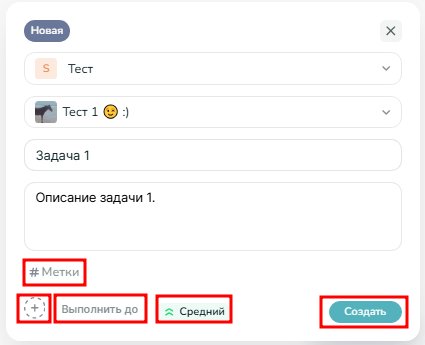 Новая
S Тест
Тест 1 😉 :)
Задача 1
Описание задачи 1.
# Метки
+ Выполнить до Средний Создать